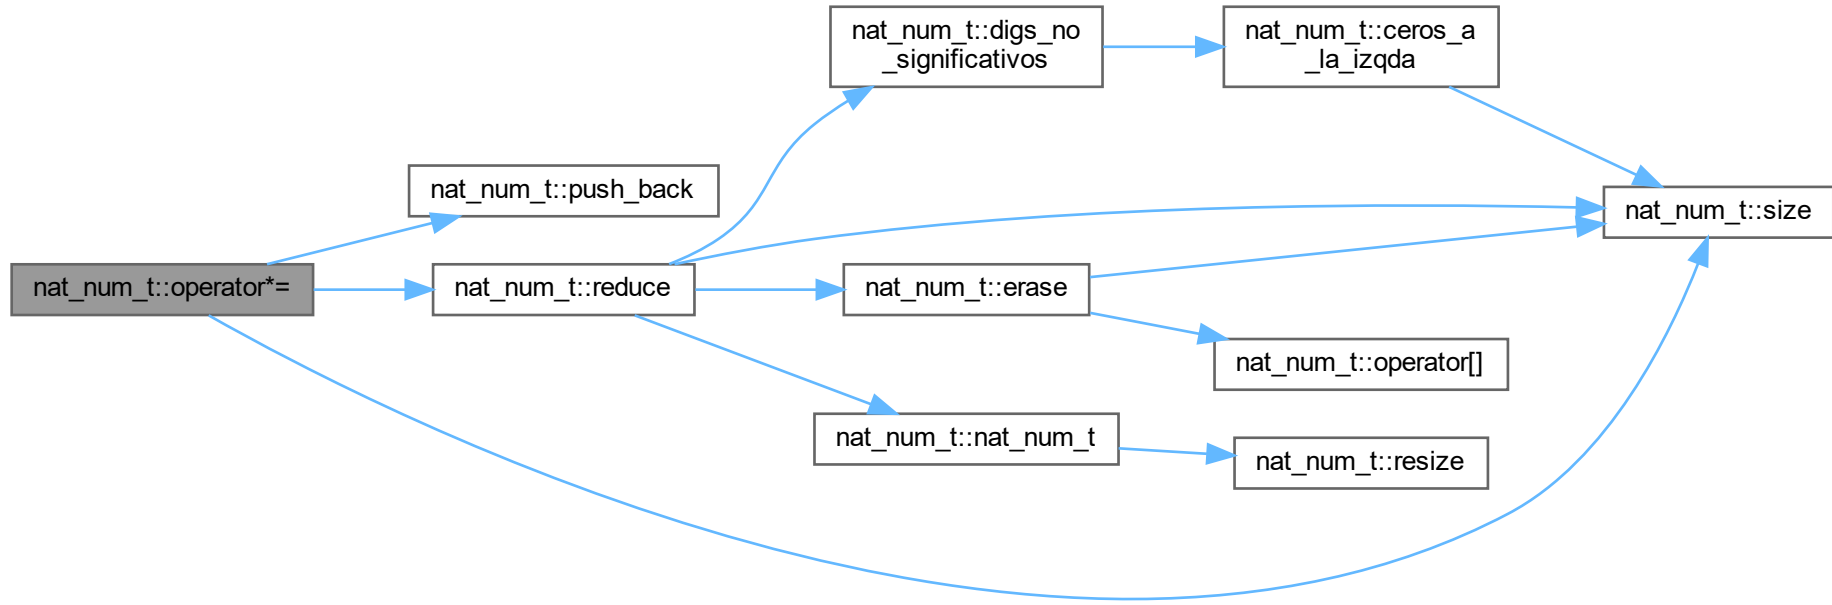 nat_num_t::digs_no
_significativos
nat_num_t::ceros_a
_la_izqda
nat_num_t::push_back
nat_num_t::size
nat_num_t::operator*=
nat_num_t::reduce
nat_num_t::erase
nat_num_t::operator[]
nat_num_t::nat_num_t
nat_num_t::resize